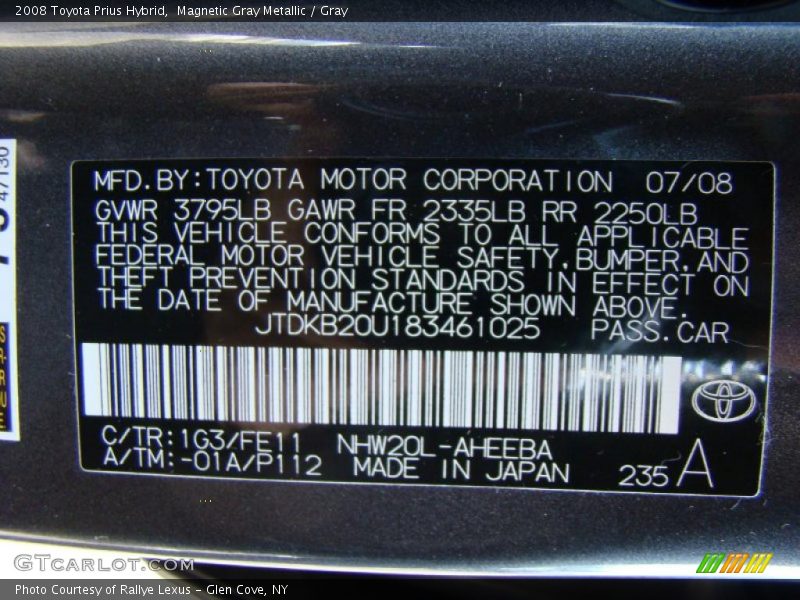 2008 Toyota Prius Hybrid,  Magnetic Gray Metallic / Gray
47130
MFD.BY:TOYOTA MOTOR CORPORATION 07/08
GVWR 3795LB GAWR FR 2335LB RR 2250LB
THIS VEHICLE CONFORMS TO ALL APPLICABLE
FEDERAL MOTOR VEHICLE SAFETY,BUMPER,AND
THEFT PREVENTION STANDARDS IN EFFECT ON
THE DATE OF MANUFACTURE SHOWN ABOVE.
JTDKB20U183461025 PASS.CAR
C/TR:1G3/FE11 NHW20L-AHEEBA
A/TM:-01A/P112 MADE IN JAPAN 235 A
GTCARLOT.COM
Photo Courtesy of Rallye Lexus - Glen Cove, NY